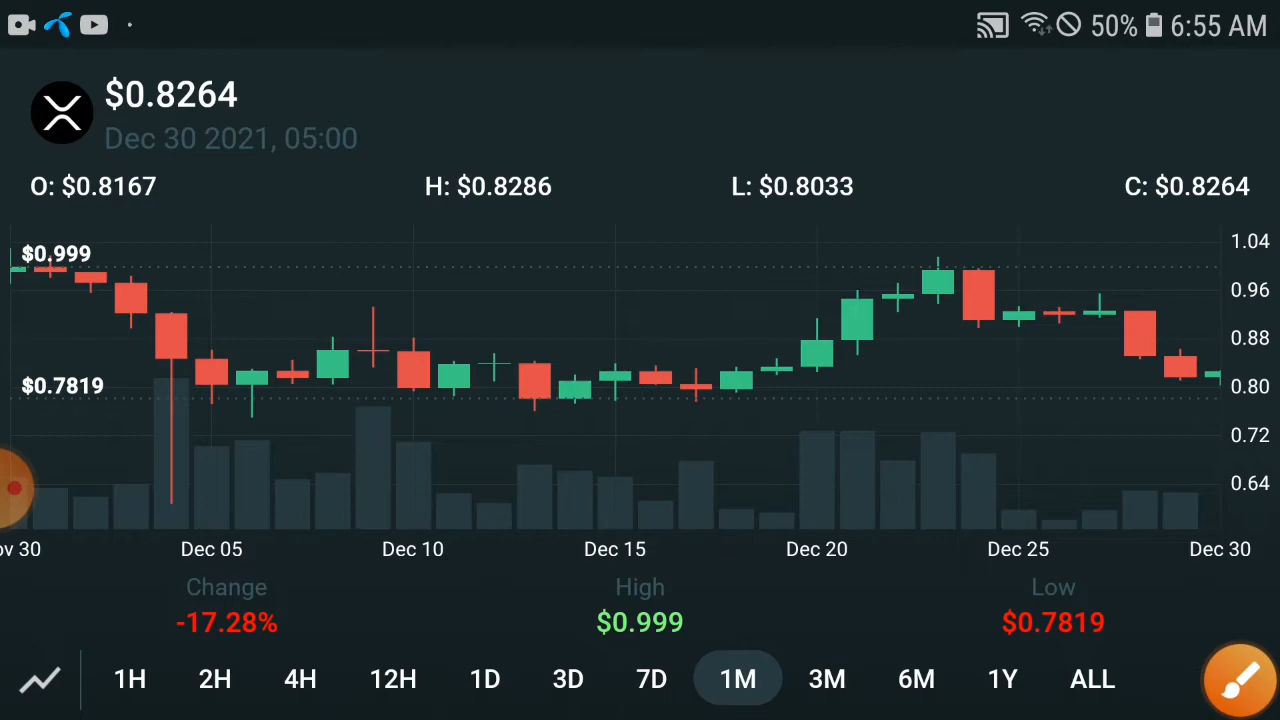 50% 6:55 AM
$0.8264
Dec 30 2021, 05:00
O: $0.8167 H: $0.8286 L: $0.8033 C: $0.8264
$0.999
$0.7819
1.04
0.96
0.88
0.80
0.72
0.64
ov 30 Dec 05 Dec 10 Dec 15 Dec 20 Dec 25 Dec 30
Change High Low
-17.28% $0.999 $0.7819
1H 2H 4H 12H 1D 3D 7D 1M 3M 6M 1Y ALL